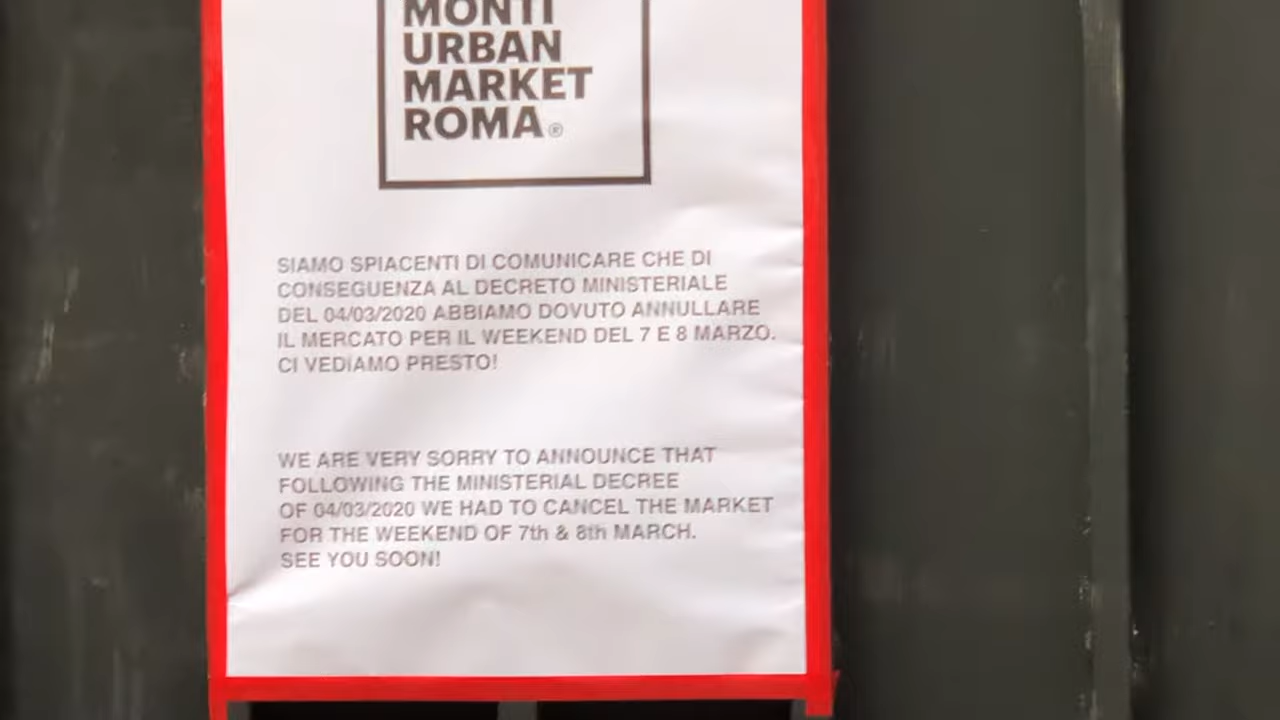 MONTI
URBAN
MARKET
ROMA®
SIAMO SPIACENTI DI COMUNICARE CHE DI
CONSEGUENZA AL DECRETO MINISTERIALE
DEL 04/03/2020 ABBIAMO DOVUTO ANNULLARE
IL MERCATO PER IL WEEKEND DEL 7 E 8 MARZO.
CI VEDIAMO PRESTO!
WE ARE VERY SORRY TO ANNOUNCE THAT
FOLLOWING THE MINISTERIAL DECREE
OF 04/03/2020 WE HAD TO CANCEL THE MARKET
FOR THE WEEKEND OF 7th & 8th MARCH.
SEE YOU SOON!